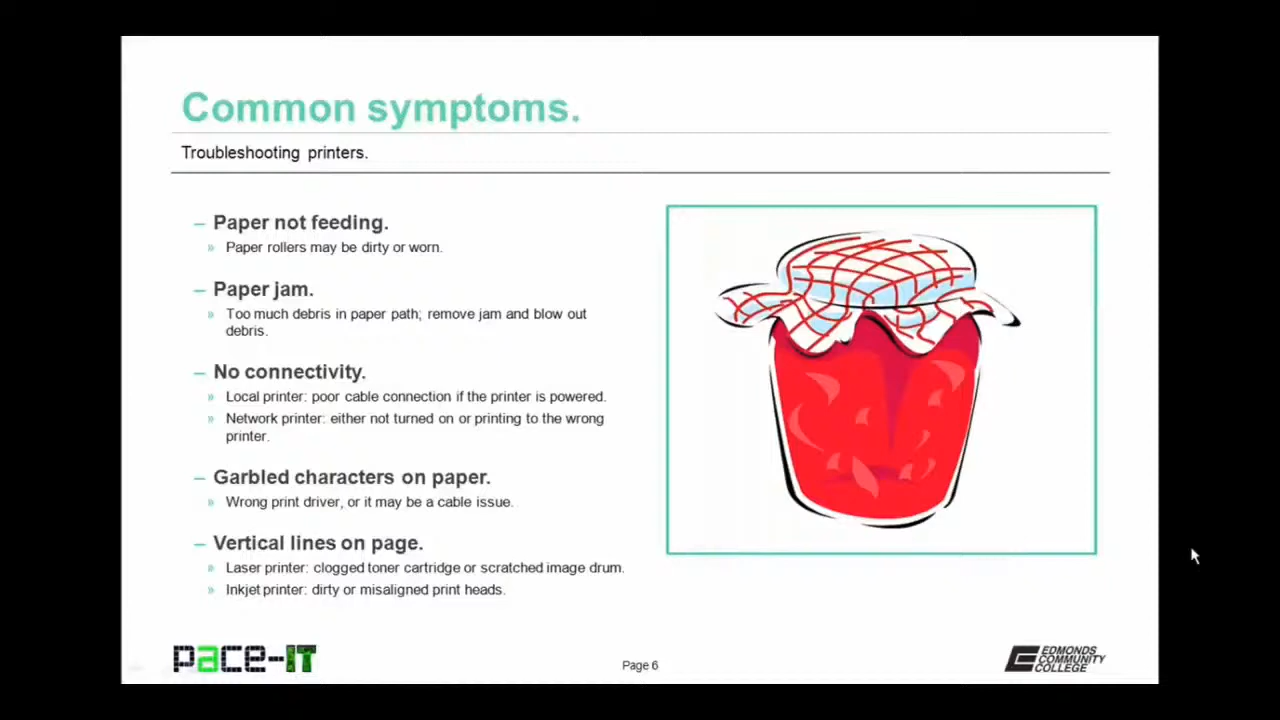 Common symptoms.
Troubleshooting printers.
– Paper not feeding.
» Paper rollers may be dirty or worn.
– Paper jam.
» Too much debris in paper path; remove jam and blow out
debris.
– No connectivity.
» Local printer: poor cable connection if the printer is powered.
» Network printer: either not turned on or printing to the wrong
printer.
– Garbled characters on paper.
» Wrong print driver, or it may be a cable issue.
– Vertical lines on page.
» Laser printer: clogged toner cartridge or scratched image drum.
» Inkjet printer: dirty or misaligned print heads.
pace-IT
Page 6
EDMONDS
COMMUNITY
COLLEGE